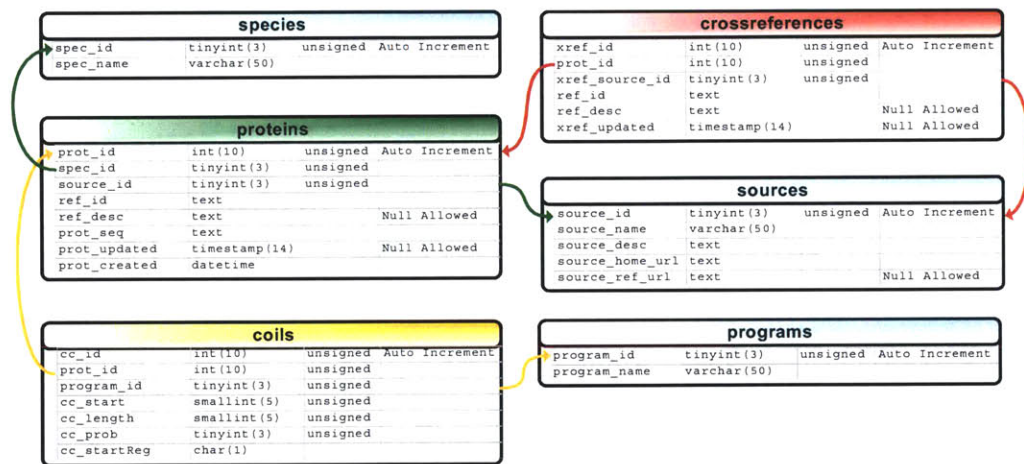 species
spec_id tinyint(3) unsigned Auto Increment
spec_name varchar(50)
proteins
prot_id int(10) unsigned Auto Increment
spec_id tinyint(3) unsigned
source_id tinyint(3) unsigned
ref_id text
ref_desc text Null Allowed
prot_seq text
prot_updated timestamp(14) Null Allowed
prot_created datetime
coils
cc_id int(10) unsigned Auto Increment
prot_id int(10) unsigned
program_id tinyint(3) unsigned
cc_start smallint(5) unsigned
cc_length smallint(5) unsigned
cc_prob tinyint(3) unsigned
cc_startReg char(1)
crossreferences
xref_id int(10) unsigned Auto Increment
prot_id int(10) unsigned
xref_source_id tinyint(3) unsigned
ref_id text
ref_desc text Null Allowed
xref_updated timestamp(14) Null Allowed
sources
source_id tinyint(3) unsigned Auto Increment
source_name varchar(50)
source_desc text
source_home_url text
source_ref_url text Null Allowed
programs
program_id tinyint(3) unsigned Auto Increment
program_name varchar(50)